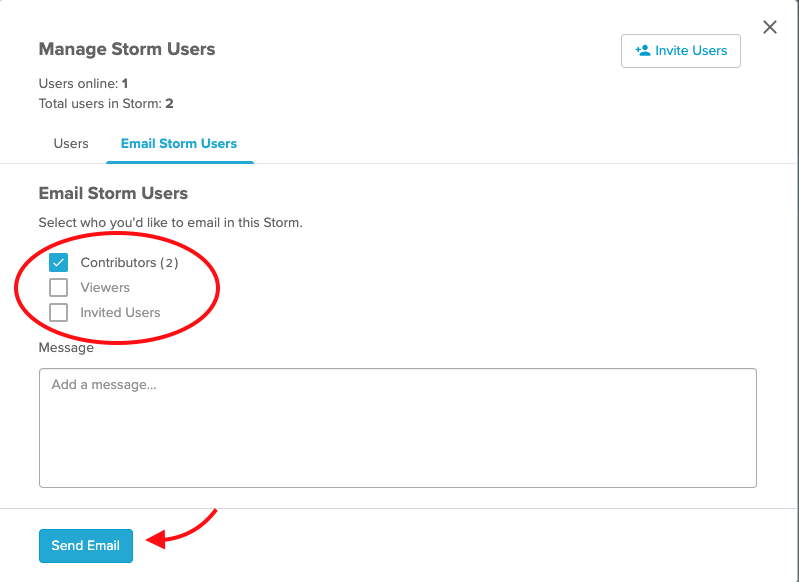 Manage Storm Users
Invite Users
Users online: 1
Total users in Storm: 2
Users
Email Storm Users
Email Storm Users
Select who you'd like to email in this Storm.
Contributors (2)
Viewers
Invited Users
Message
Add a message...
Send Email